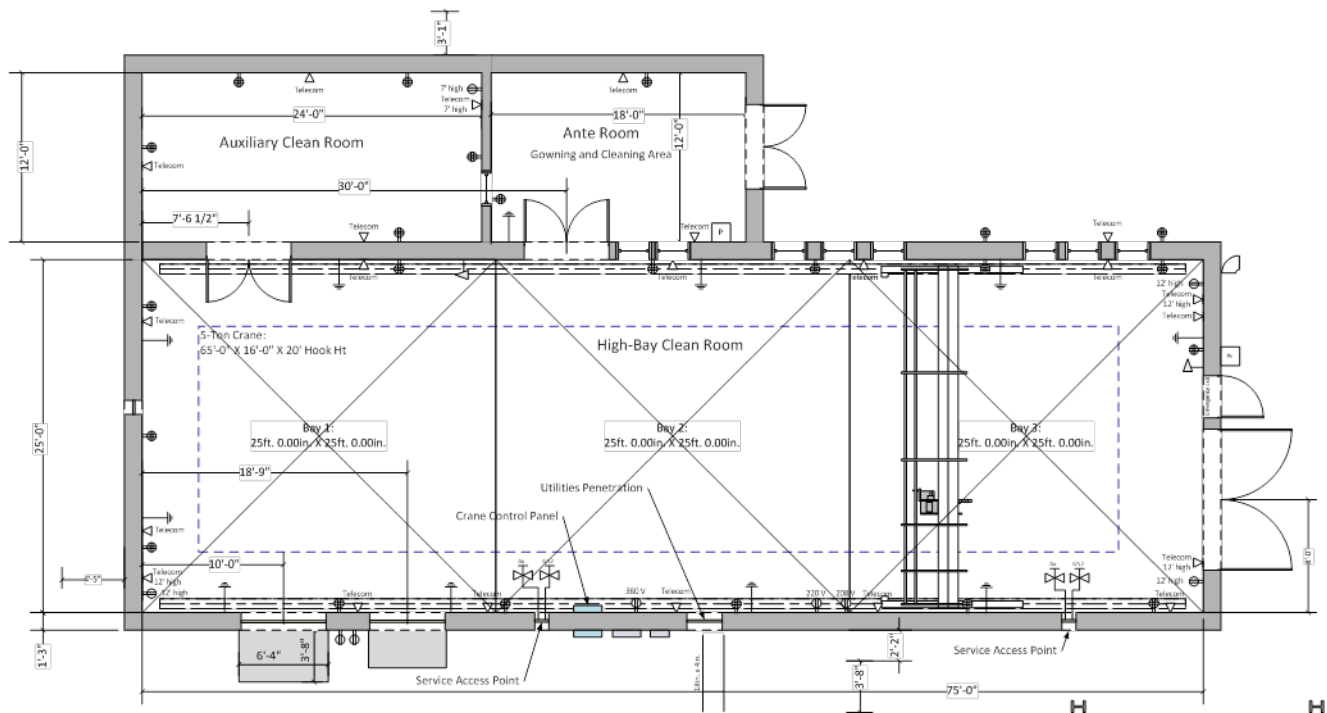 3'-1"
Telecom
7' high
Telecom
7' high
Telecom
24'-0"
18'-0"
Auxiliary Clean Room
Ante Room
Gowning and Cleaning Area
12'-0"
12'-0"
Telecom
30'-0"
7'-6 1/2"
Telecom
Telecom
P
Telecom
Telecom
Telecom
Telecom
Telecom
12' high
Telecom
12' high
Telecom
Telecom
5-Ton Crane:
65'-0" X 16'-0" X 20' Hook Ht
High-Bay Clean Room
P
25'-0"
Bay 1:
25ft. 0.00in. X 25ft. 0.00in.
Bay 2:
25ft. 0.00in. X 25ft. 0.00in.
Bay 3:
25ft. 0.00in. X 25ft. 0.00in.
18'-9"
Utilities Penetration
Crane Control Panel
Telecom
10'-0"
Telecom
12' high
12' high
Telecom
12' high
12' high
Telecom
Telecom
380 V
Telecom
220 V
208 V
Telecom
Telecom
1'-3"
6'-4"
3'-8"
Service Access Point
2'-2"
3'-8"
Service Access Point
75'-0"